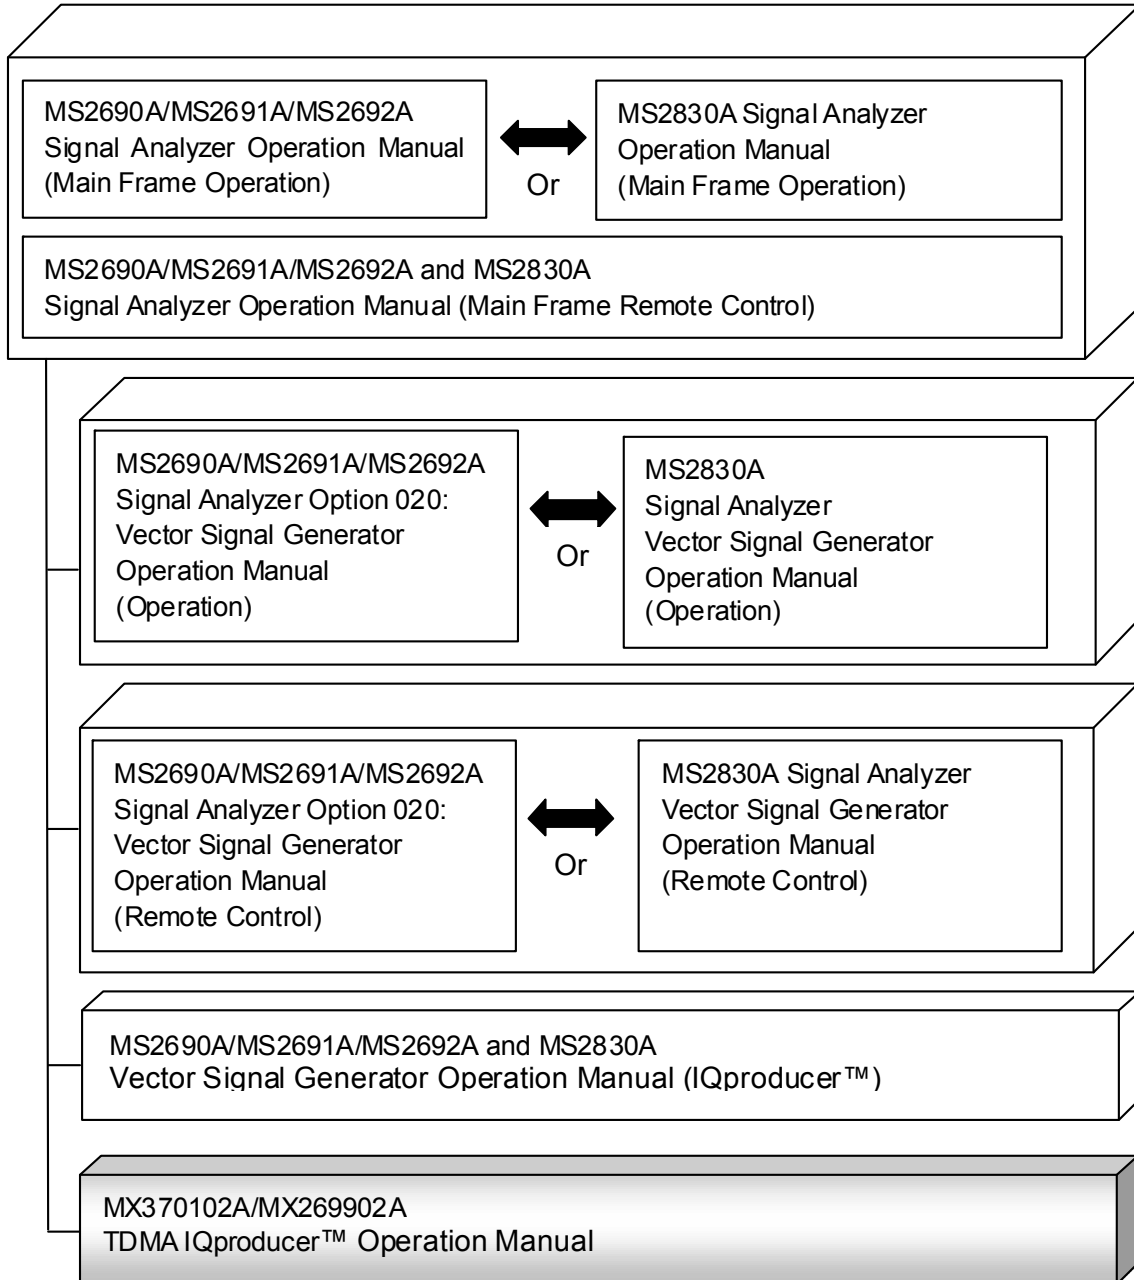 MS2690A/MS2691A/MS2692A
Signal Analyzer Operation Manual
(Main Frame Operation)
Or
MS2830A Signal Analyzer
Operation Manual
(Main Frame Operation)
MS2690A/MS2691A/MS2692A and MS2830A
Signal Analyzer Operation Manual (Main Frame Remote Control)
MS2690A/MS2691A/MS2692A
Signal Analyzer Option 020:
Vector Signal Generator
Operation Manual
(Operation)
Or
MS2830A
Signal Analyzer
Vector Signal Generator
Operation Manual
(Operation)
MS2690A/MS2691A/MS2692A
Signal Analyzer Option 020:
Vector Signal Generator
Operation Manual
(Remote Control)
Or
MS2830A Signal Analyzer
Vector Signal Generator
Operation Manual
(Remote Control)
MS2690A/MS2691A/MS2692A and MS2830A
Vector Signal Generator Operation Manual (IQproducer™)
MX370102A/MX269902A
TDMA IQproducer™ Operation Manual